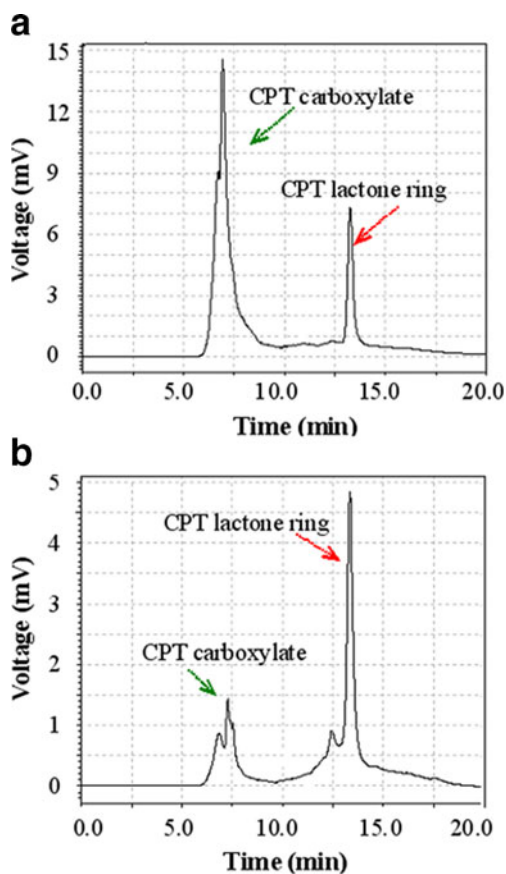 a
15
12
9
6
3
0
Voltage (mV)
CPT carboxylate
CPT lactone ring
0.0 5.0 10.0 15.0 20.0
Time (min)
b
5
4
3
2
1
0
Voltage (mV)
CPT lactone ring
CPT carboxylate
0.0 5.0 10.0 15.0 20.0
Time (min)